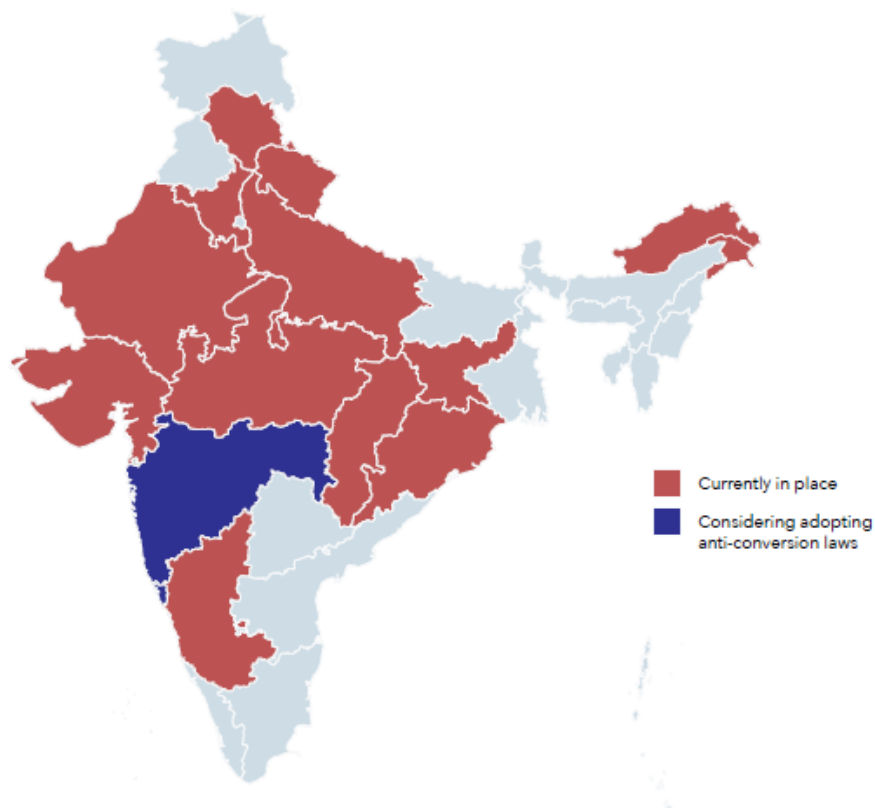 Currently in place
Considering adopting
anti-conversion laws